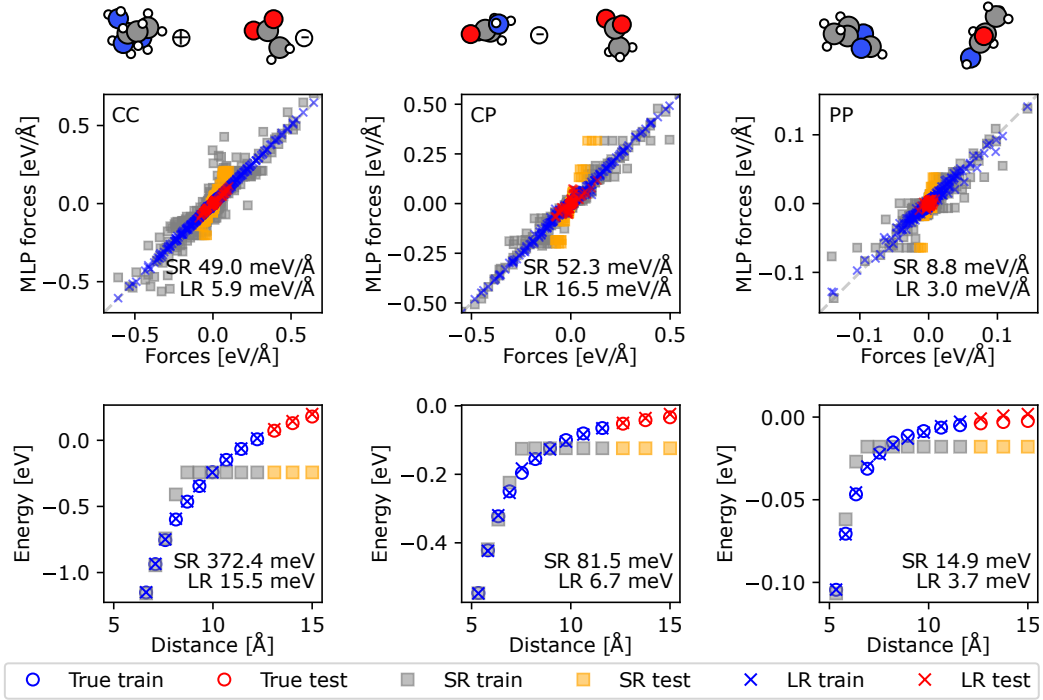 +
−
−
CC
MLP forces [eV/Å]
0.5
0.0
−0.5
SR 49.0 meV/Å
LR 5.9 meV/Å
−0.5 0.0 0.5
Forces [eV/Å]
CP
MLP forces [eV/Å]
0.50
0.25
0.00
−0.25
−0.50
SR 52.3 meV/Å
LR 16.5 meV/Å
−0.5 0.0 0.5
Forces [eV/Å]
PP
MLP forces [eV/Å]
0.1
0.0
−0.1
SR 8.8 meV/Å
LR 3.0 meV/Å
−0.1 0.0 0.1
Forces [eV/Å]
Energy [eV]
0.0
−0.5
−1.0
SR 372.4 meV
LR 15.5 meV
5 10 15
Distance [Å]
Energy [eV]
−0.0
−0.2
−0.4
SR 81.5 meV
LR 6.7 meV
5 10 15
Distance [Å]
Energy [eV]
0.00
−0.05
−0.10
SR 14.9 meV
LR 3.7 meV
5 10 15
Distance [Å]
True train True test SR train SR test LR train LR test